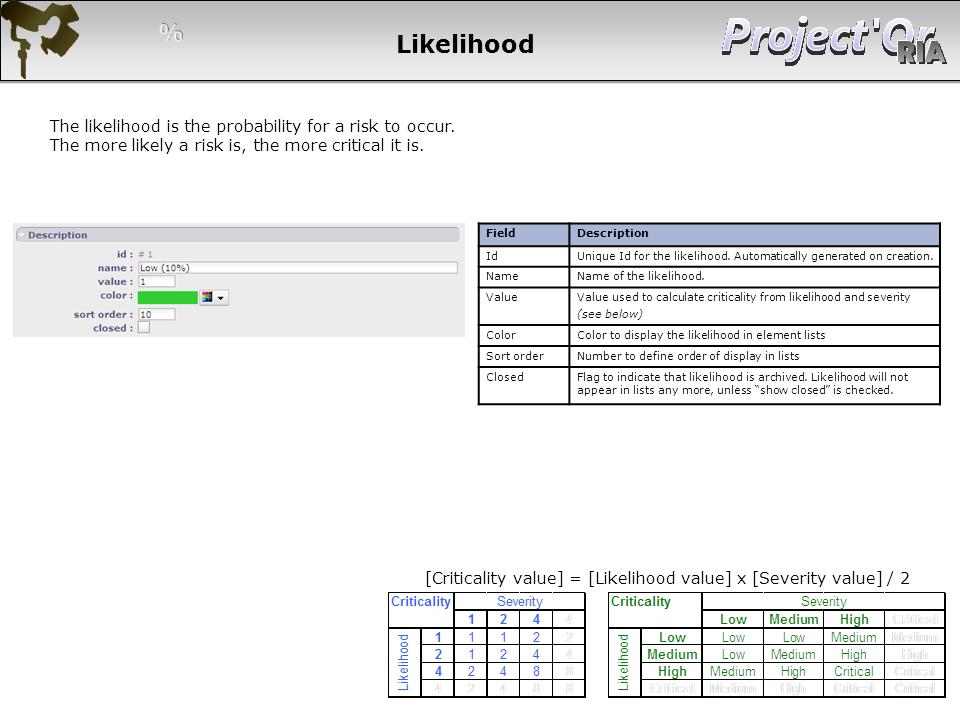 %
Likelihood
Project'Or
RIA
The likelihood is the probability for a risk to occur.
The more likely a risk is, the more critical it is.
Description
id : # 1
name : Low (10%)
value : 1
color :
sort order : 10
closed :
Field Description
Id Unique Id for the likelihood. Automatically generated on creation.
Name Name of the likelihood.
Value Value used to calculate criticality from likelihood and severity
(see below)
Color Color to display the likelihood in element lists
Sort order Number to define order of display in lists
Closed Flag to indicate that likelihood is archived. Likelihood will not
appear in lists any more, unless “show closed” is checked.
[Criticality value] = [Likelihood value] x [Severity value] / 2
Criticality Severity
1 2 4 4
Likelihood
1 1 1 2 2
2 1 2 4 4
4 2 4 8 8
4 2 4 8 8
Criticality Severity
Low Medium High Critical
Likelihood
Low Low Low Medium Medium
Medium Low Medium High High
High Medium High Critical Critical
Critical Medium High Critical Critical